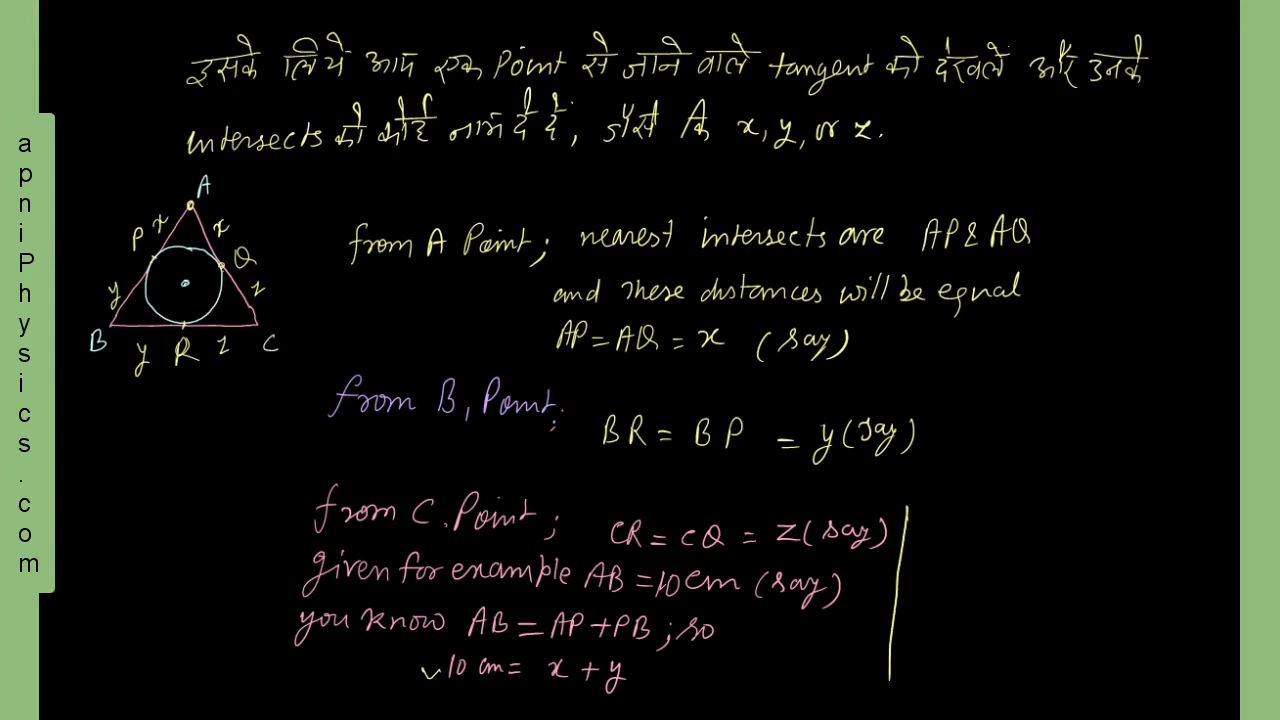 apniPhysics.com
इसके लिये आप एक Point से जाने वाले tangent को देखले और उनके
intersects को कोई नाम दे दे, जैसे कि x, y, or z.
A
x x
P Q
y z
B y R z C
from A Point; nearest intersects are AP & AQ
and these distances will be equal
AP = AQ = x (say)
from B, Point;
BR = BP = y (say)
from C. Point; CR = CQ = z (say)
given for example AB = 10 cm (say)
you know AB = AP + PB ; so
✓10 cm = x + y